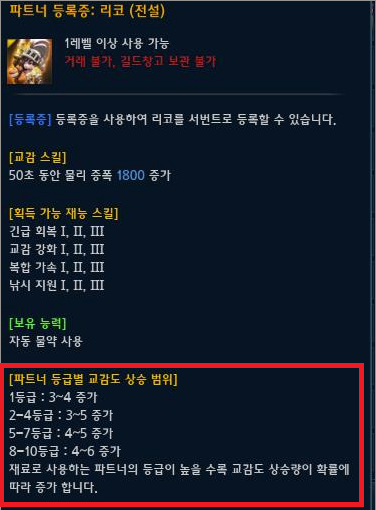 파트너 등록증: 리코 (전설)
1레벨 이상 사용 가능
거래 불가, 길드창고 보관 불가
[등록증] 등록증을 사용하여 리코를 서번트로 등록할 수 있습니다.
[교감 스킬]
50초 동안 물리 증폭 1800 증가
[획득 가능 재능 스킬]
긴급 회복 I, II, III
교감 강화 I, II, III
복합 가속 I, II, III
낚시 지원 I, II, III
[보유 능력]
자동 물약 사용
[파트너 등급별 교감도 상승 범위]
1등급 : 3~4 증가
2-4등급 : 3~5 증가
5-7등급 : 4~5 증가
8-10등급 : 4~6 증가
재료로 사용하는 파트너의 등급이 높을 수록 교감도 상승량이 확률에
따라 증가 합니다.